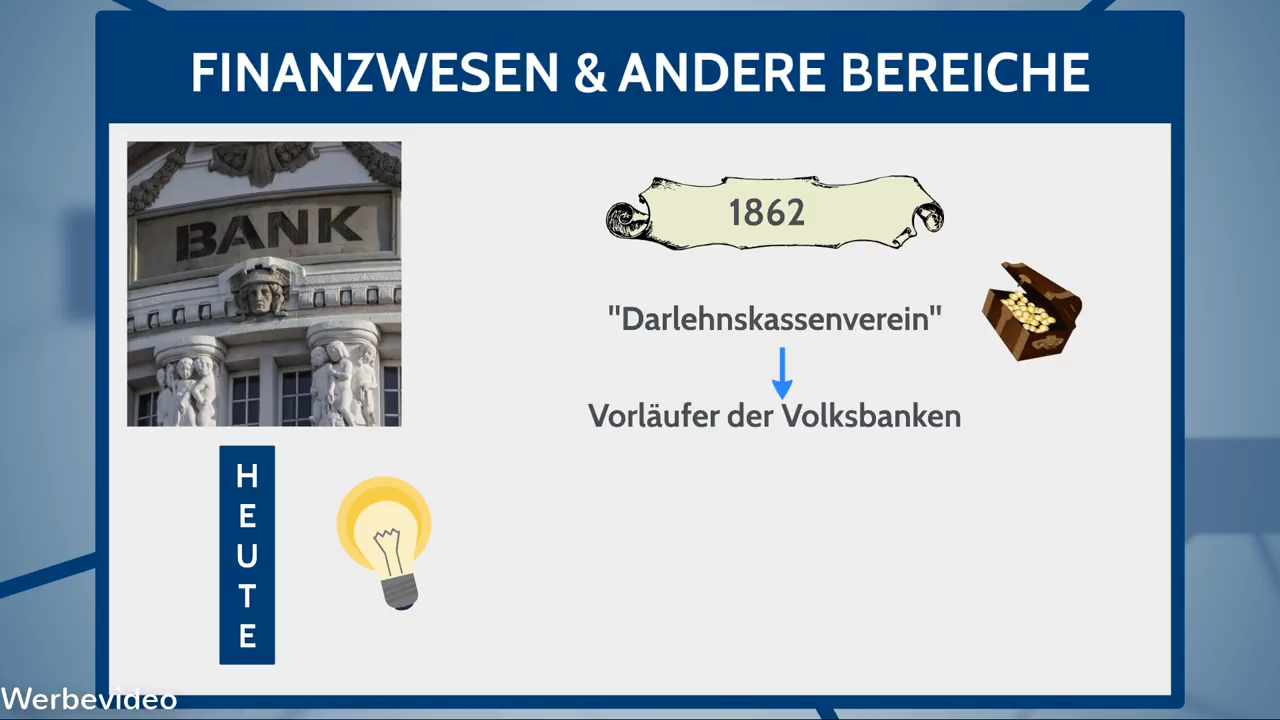 FINANZWESEN & ANDERE BEREICHE
BANK
1862
"Darlehnskassenverein"
Vorläufer der Volksbanken
H
E
U
T
E
Werbevideo